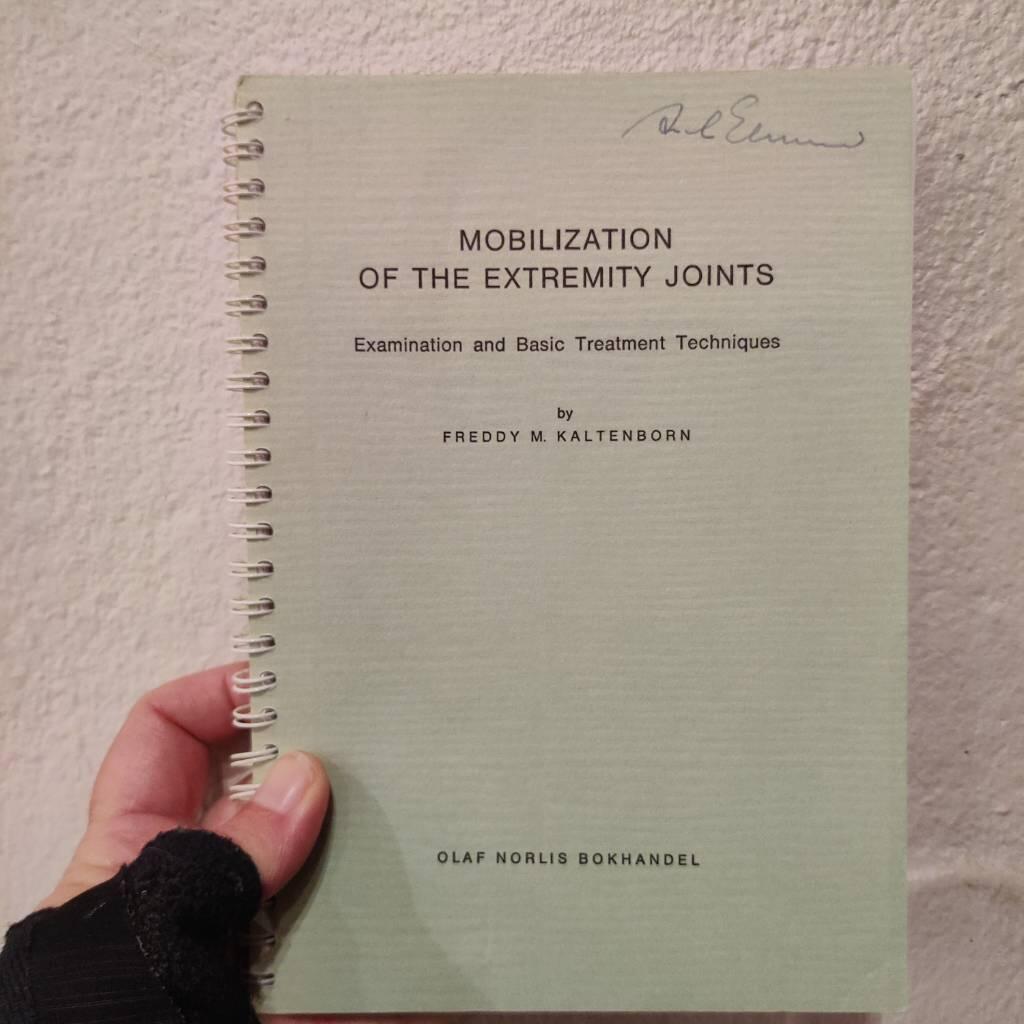 MOBILIZATION
OF THE EXTREMITY JOINTS
Examination and Basic Treatment Techniques
by
FREDDY M. KALTENBORN
OLAF NORLIS BOKHANDEL